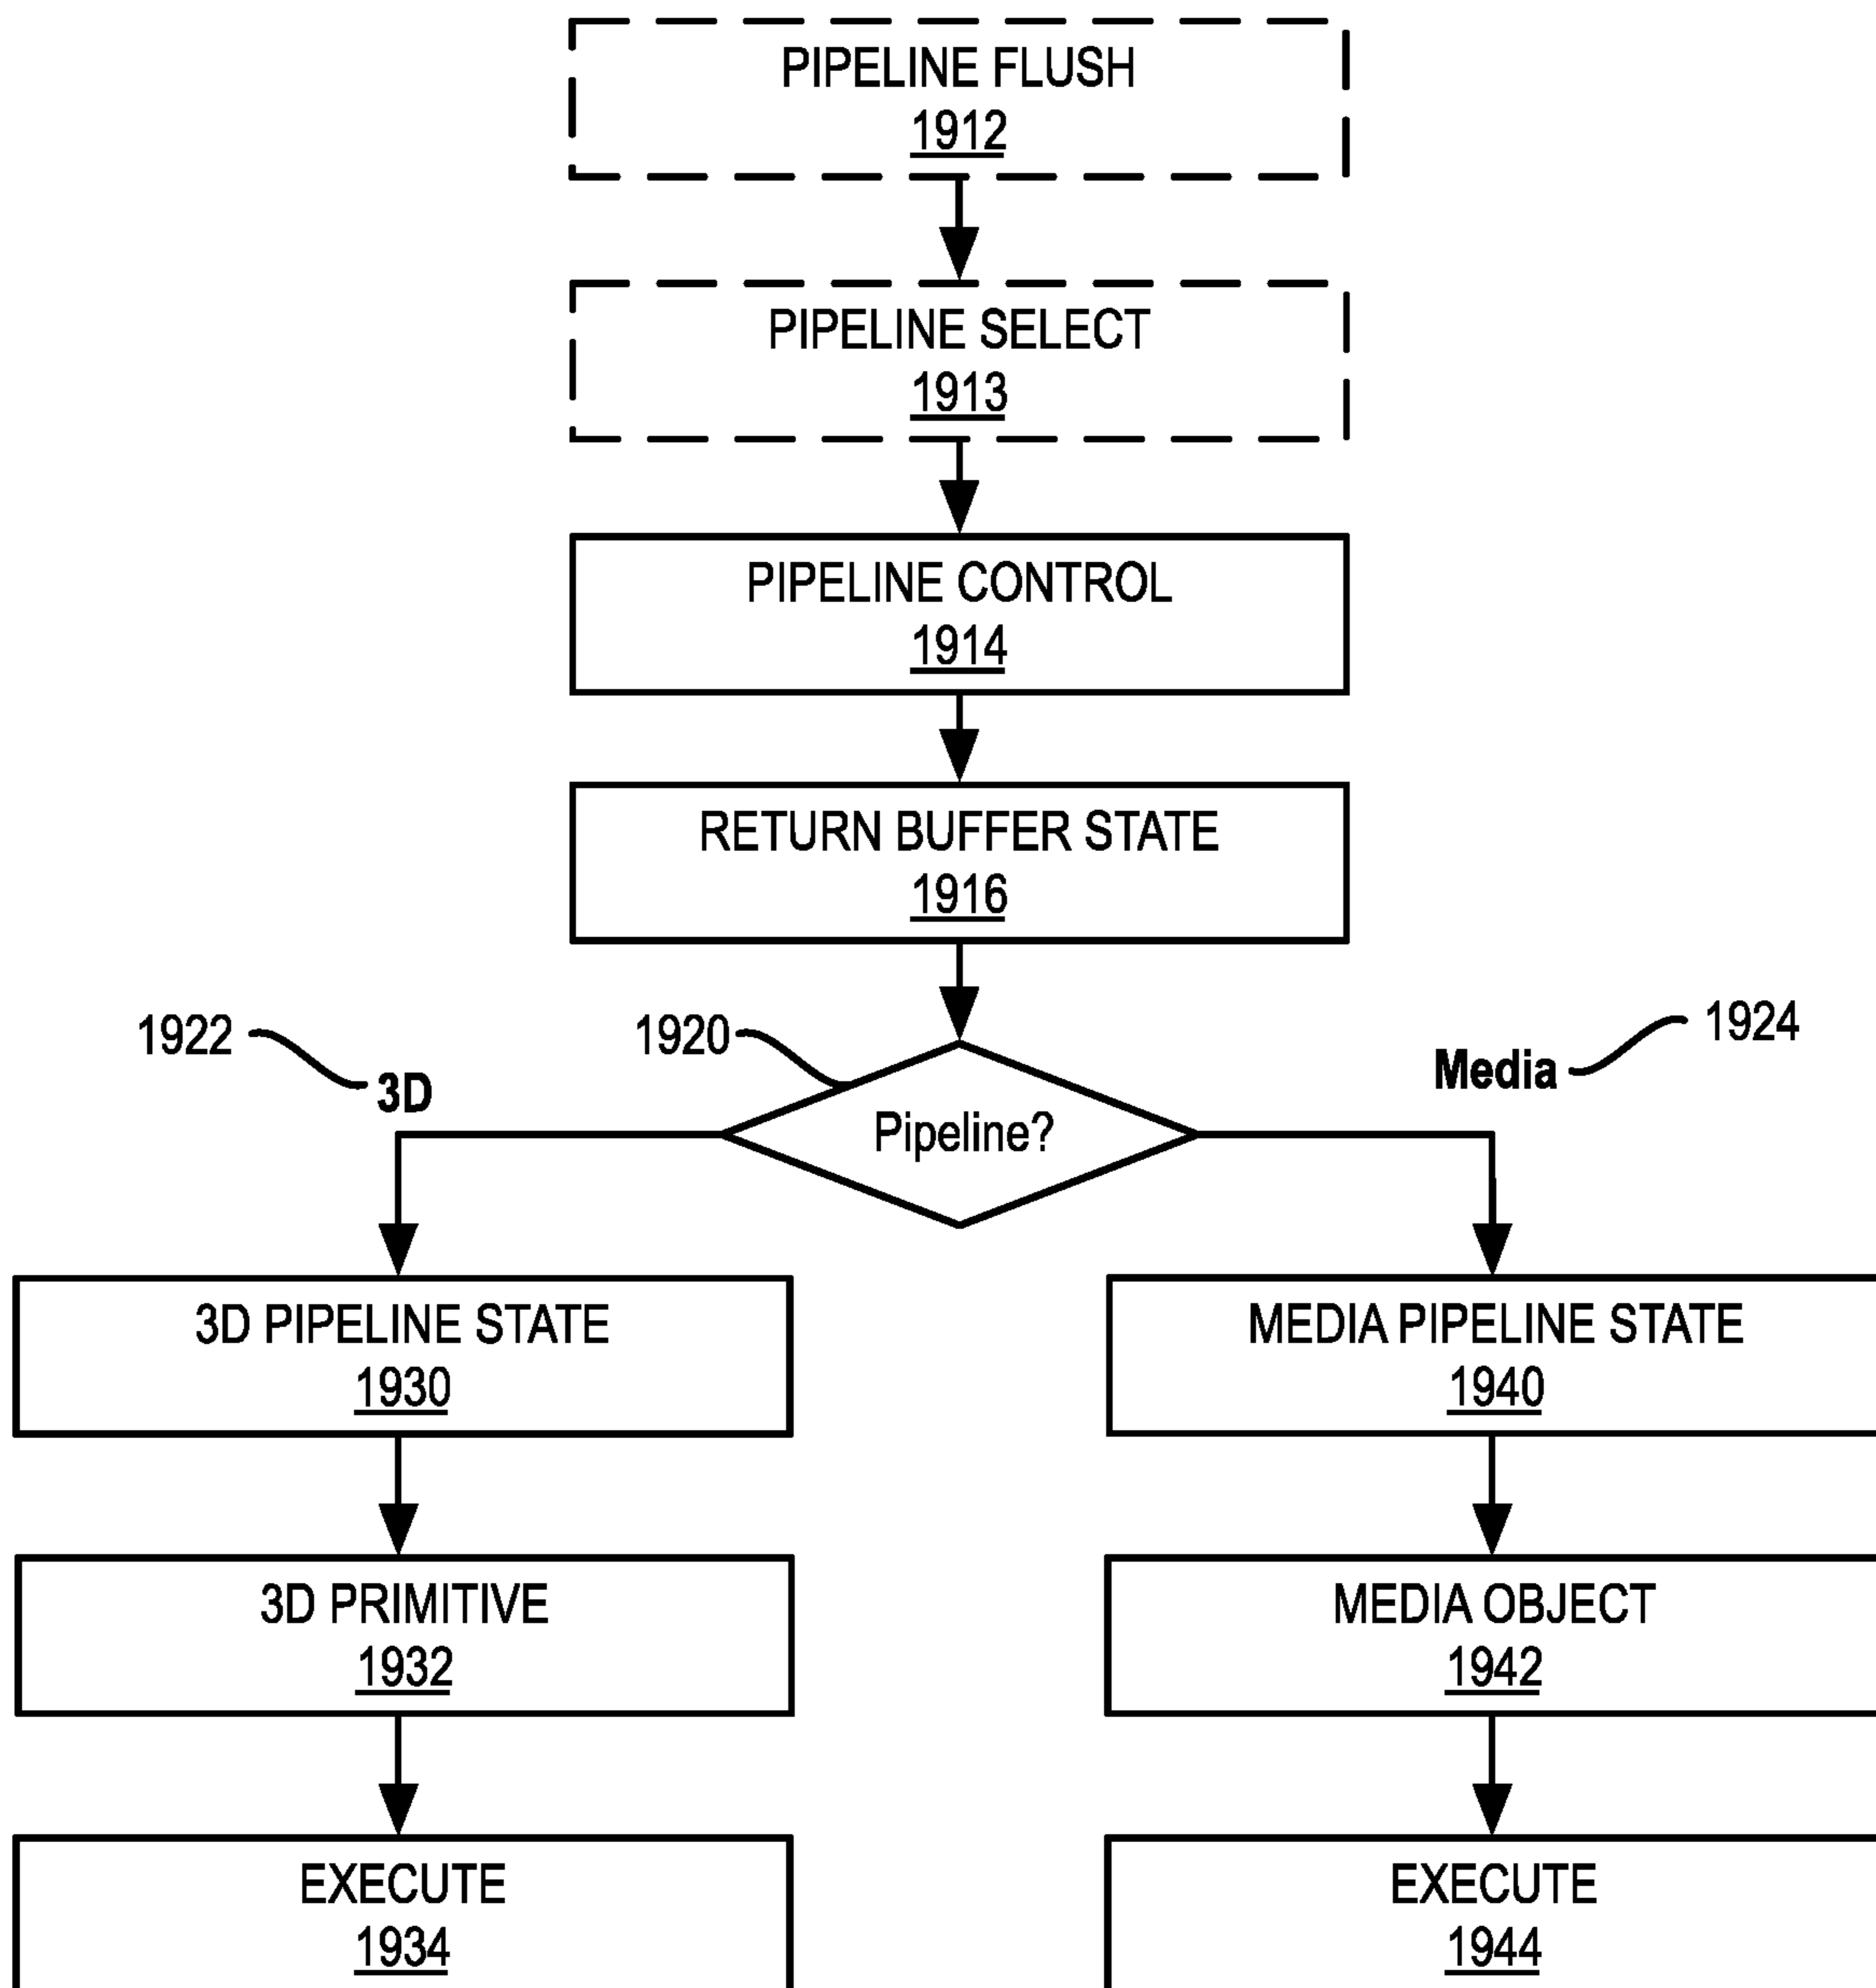 PIPELINE FLUSH
1912
PIPELINE SELECT
1913
PIPELINE CONTROL
1914
RETURN BUFFER STATE
1916
1922
3D
1920
Pipeline?
Media
1924
3D PIPELINE STATE
1930
MEDIA PIPELINE STATE
1940
3D PRIMITIVE
1932
MEDIA OBJECT
1942
EXECUTE
1934
EXECUTE
1944